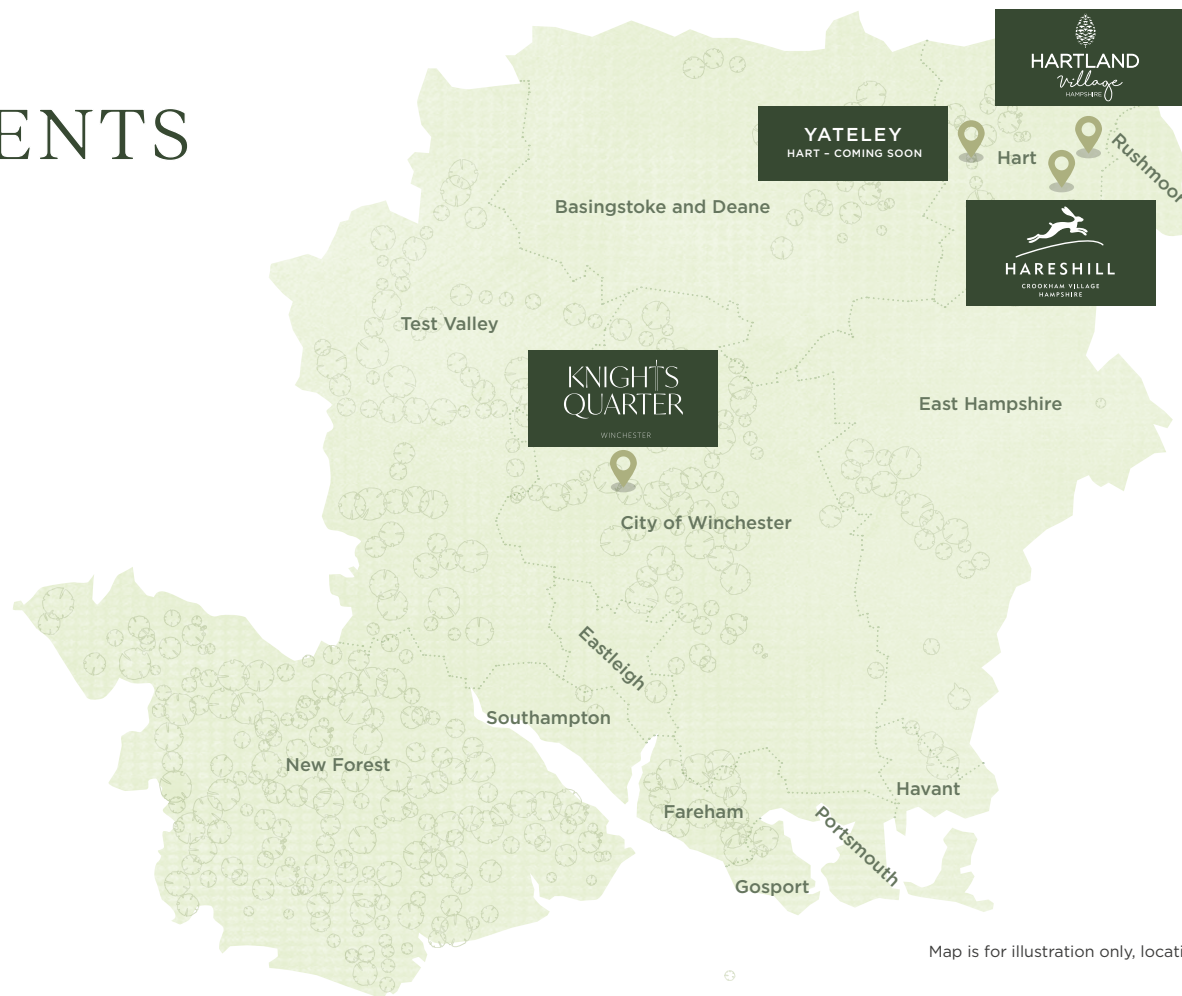 ENTS
HARTLAND
Village
HAMPSHIRE
YATELEY
HART – COMING SOON
Hart
Rushmoor
Basingstoke and Deane
HARESHILL
CROOKHAM VILLAGE
HAMPSHIRE
Test Valley
KNIGHTS
QUARTER
WINCHESTER
East Hampshire
City of Winchester
Eastleigh
Southampton
New Forest
Havant
Fareham
Portsmouth
Gosport
Map is for illustration only, locati